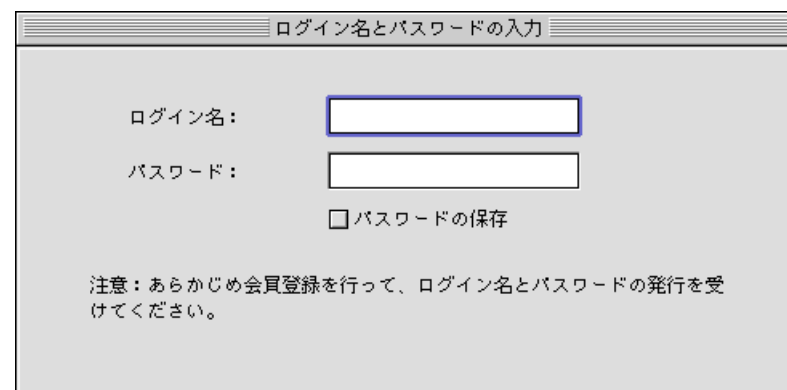 ログイン名とパスワードの入力
ログイン名：
パスワード：
パスワードの保存
注意：あらかじめ会員登録を行って、ログイン名とパスワードの発行を受
けてください。